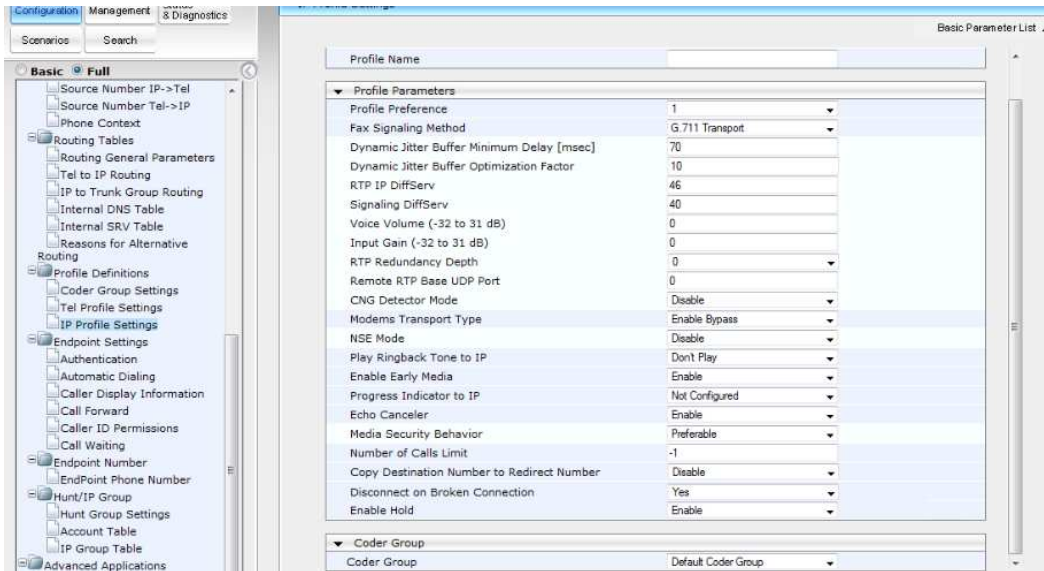 Configuration
Management
& Diagnostics
Scenarios
Search
Basic Full
Source Number IP->Tel
Source Number Tel->IP
Phone Context
Routing Tables
Routing General Parameters
Tel to IP Routing
IP to Trunk Group Routing
Internal DNS Table
Internal SRV Table
Reasons for Alternative
Routing
Profile Definitions
Coder Group Settings
Tel Profile Settings
IP Profile Settings
Endpoint Settings
Authentication
Automatic Dialing
Caller Display Information
Call Forward
Caller ID Permissions
Call Waiting
Endpoint Number
EndPoint Phone Number
Hunt/IP Group
Hunt Group Settings
Account Table
IP Group Table
Advanced Applications
Basic Parameter List
Profile Name
Profile Parameters
Profile Preference 1
Fax Signaling Method G.711 Transport
Dynamic Jitter Buffer Minimum Delay [msec] 70
Dynamic Jitter Buffer Optimization Factor 10
RTP IP DiffServ 46
Signaling DiffServ 40
Voice Volume (-32 to 31 dB) 0
Input Gain (-32 to 31 dB) 0
RTP Redundancy Depth 0
Remote RTP Base UDP Port 0
CNG Detector Mode Disable
Modems Transport Type Enable Bypass
NSE Mode Disable
Play Ringback Tone to IP Don't Play
Enable Early Media Enable
Progress Indicator to IP Not Configured
Echo Canceler Enable
Media Security Behavior Preferable
Number of Calls Limit -1
Copy Destination Number to Redirect Number Disable
Disconnect on Broken Connection Yes
Enable Hold Enable
Coder Group
Coder Group Default Coder Group